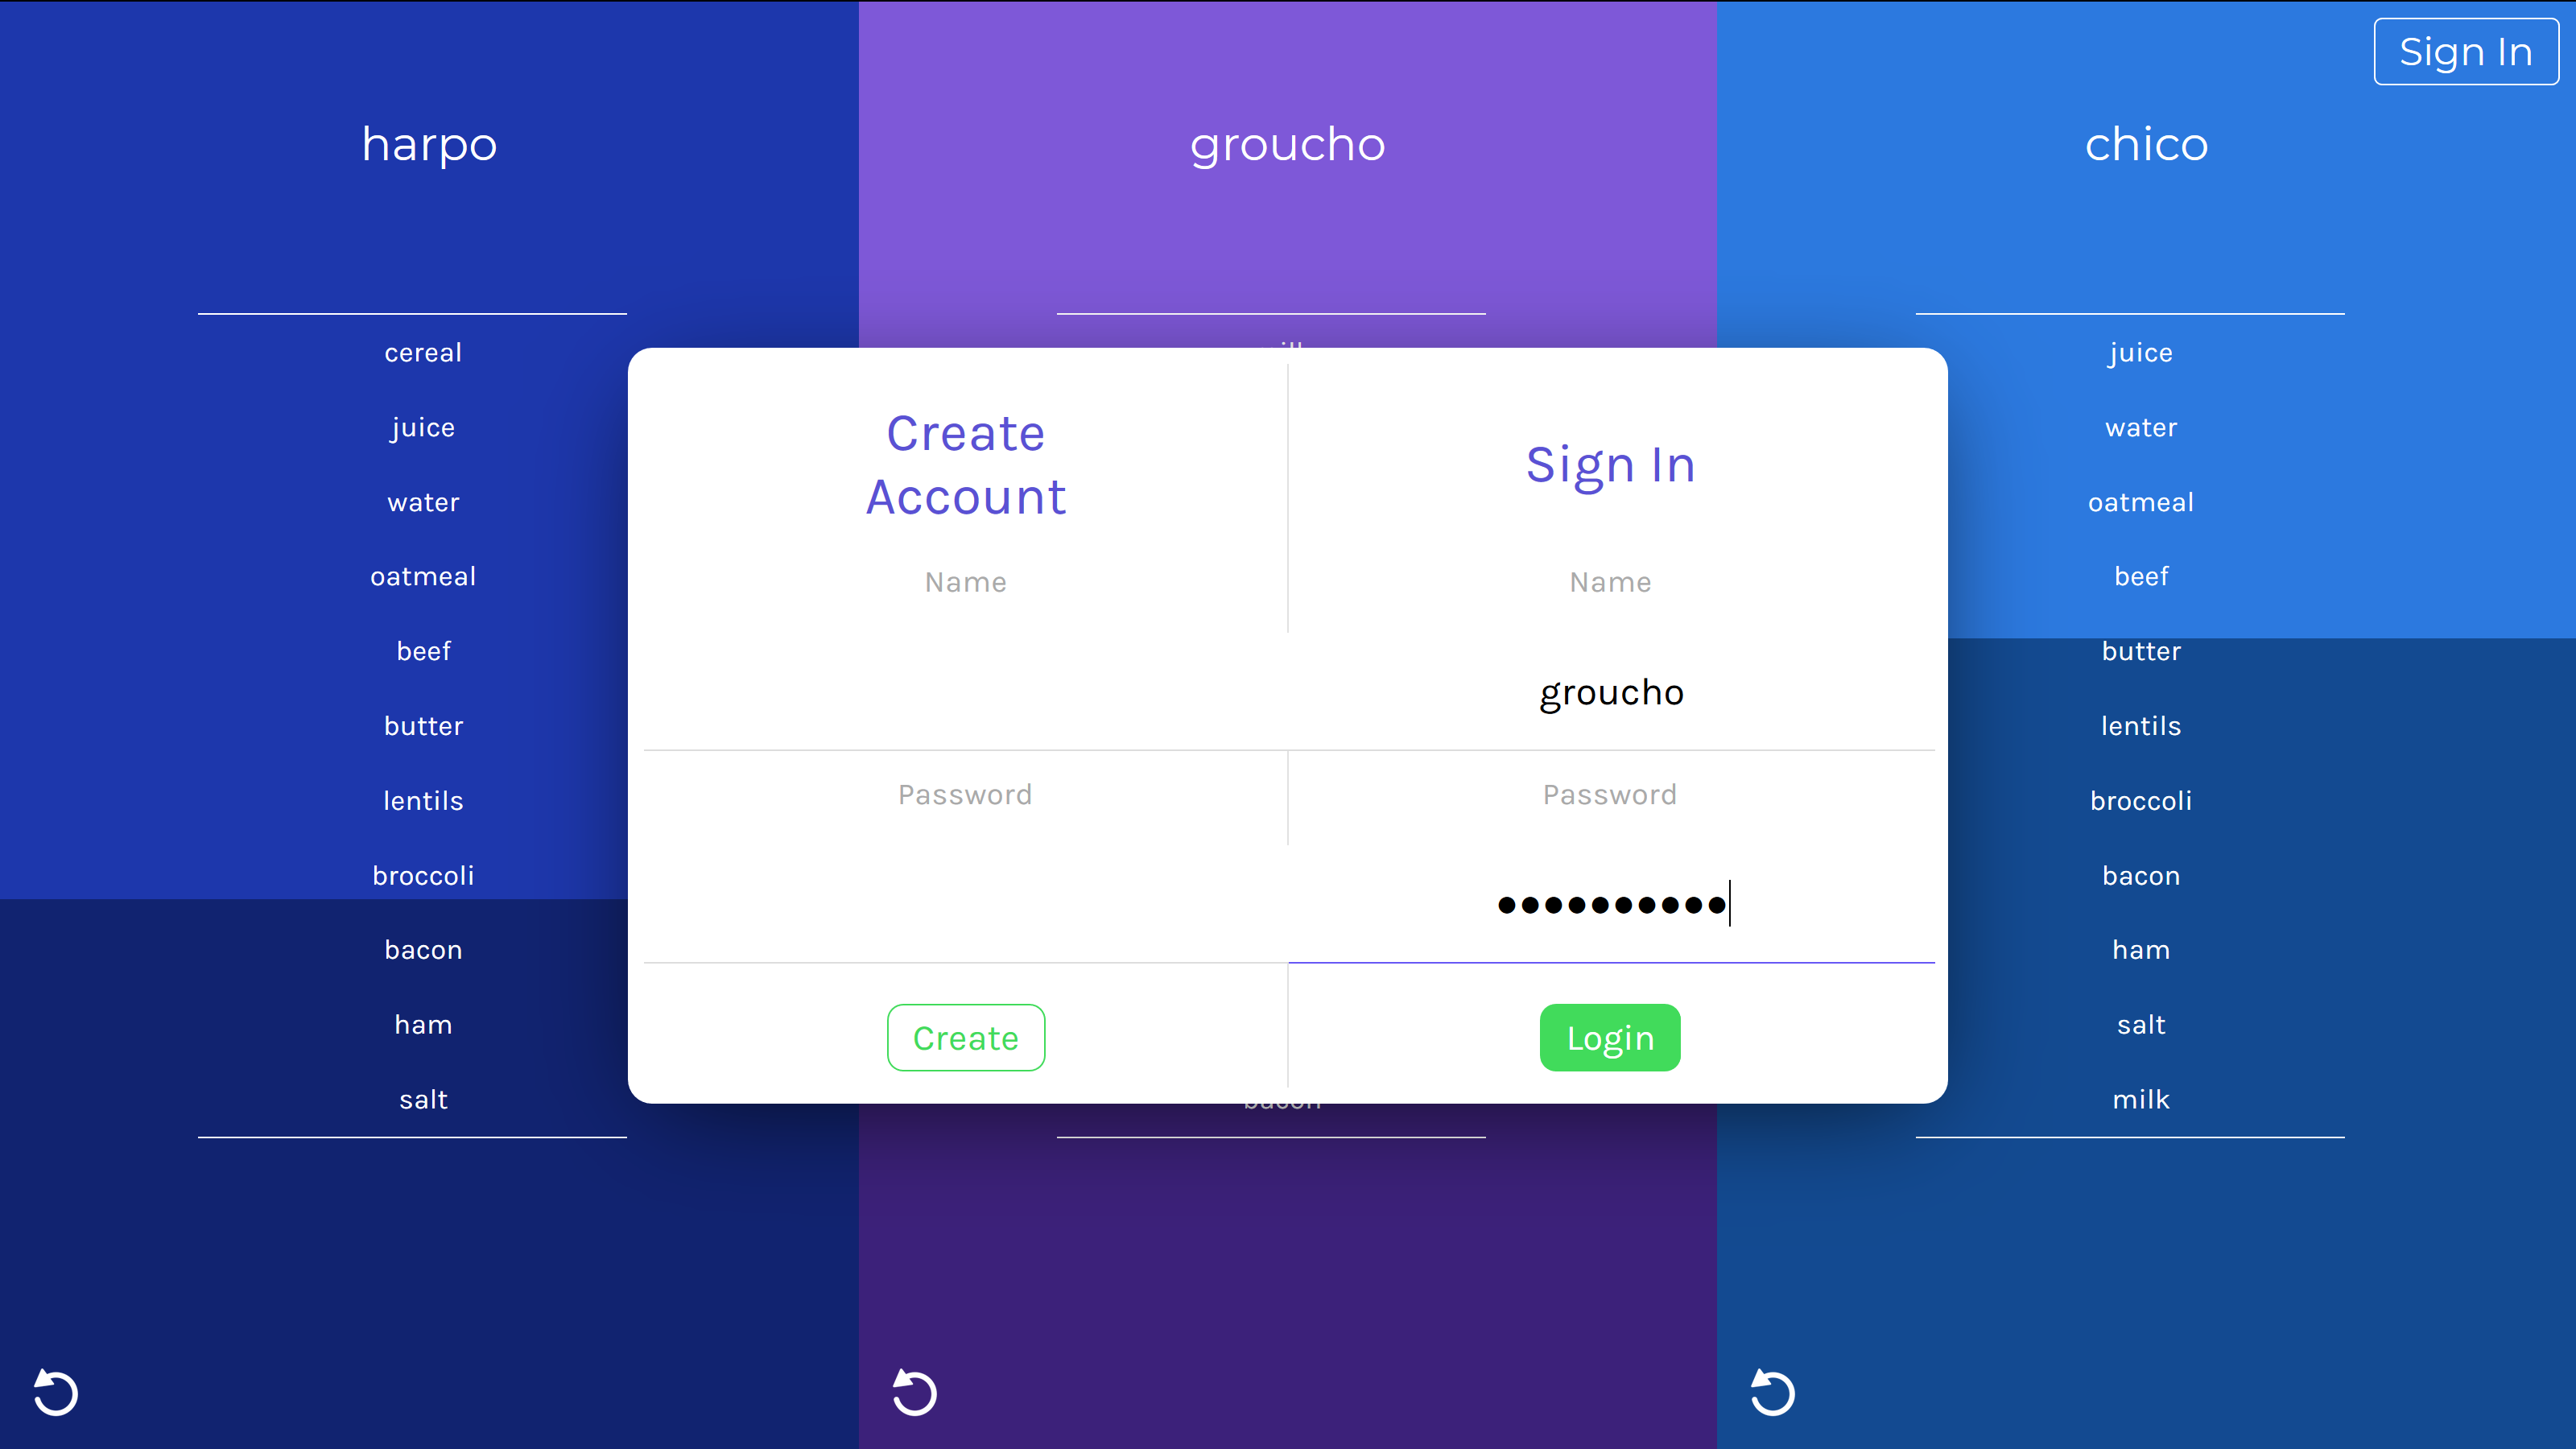 Sign In
harpo
groucho
chico
cereal
juice
water
oatmeal
beef
butter
lentils
broccoli
bacon
ham
salt
Create
Account
Name
Password
Create
Sign In
Name
groucho
Password
●●●●●●●●●●
Login
juice
water
oatmeal
beef
butter
lentils
broccoli
bacon
ham
salt
milk